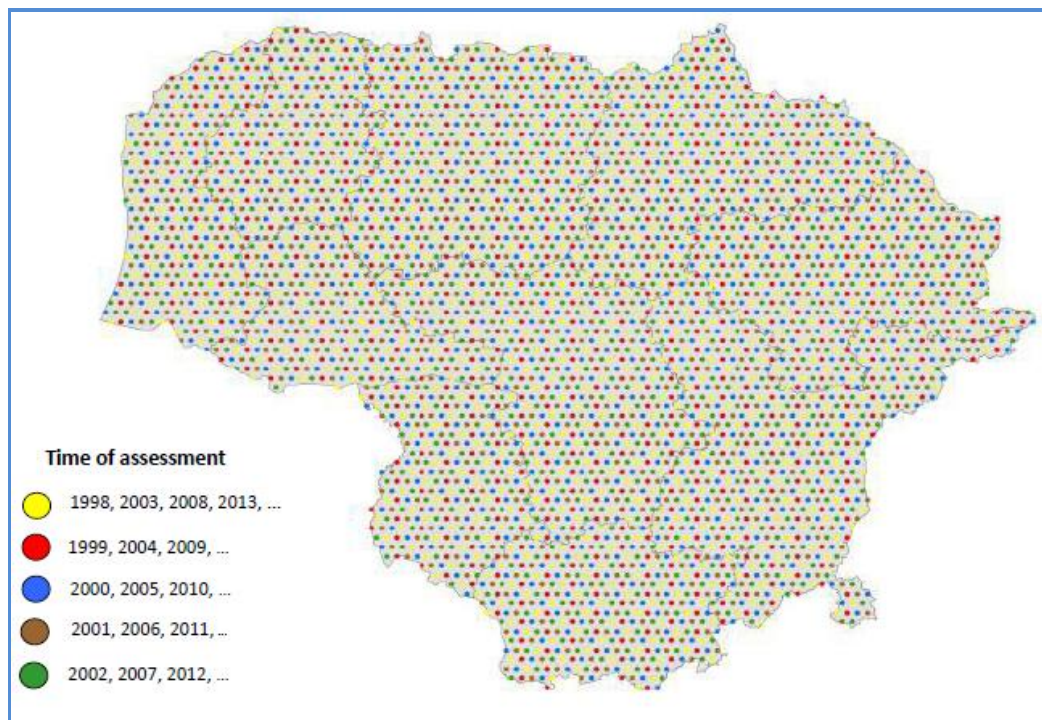 Time of assessment
1998, 2003, 2008, 2013, ...
1999, 2004, 2009, ...
2000, 2005, 2010, ...
2001, 2006, 2011, ...
2002, 2007, 2012, ...